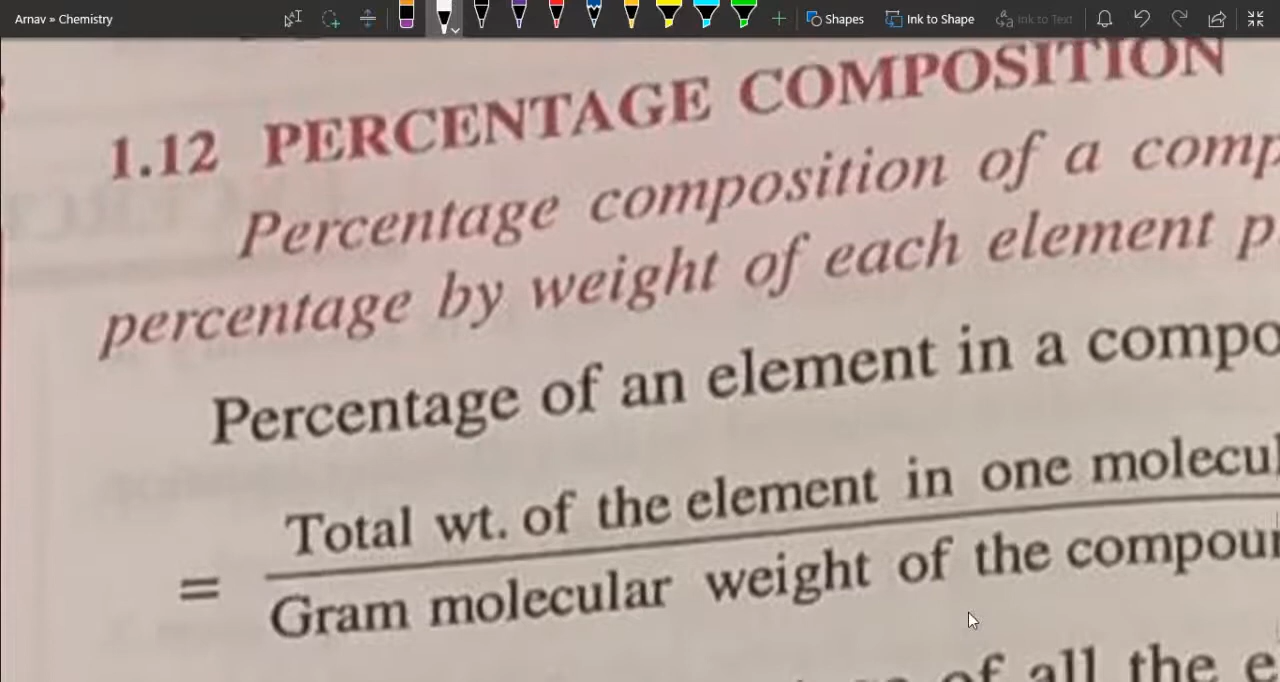 Arnav » Chemistry
Shapes
Ink to Shape
Ink to Text
1.12 PERCENTAGE COMPOSITION
Percentage composition of a comp
percentage by weight of each element p
Percentage of an element in a compo
Total wt. of the element in one molecul
=
Gram molecular weight of the compour
of all the e